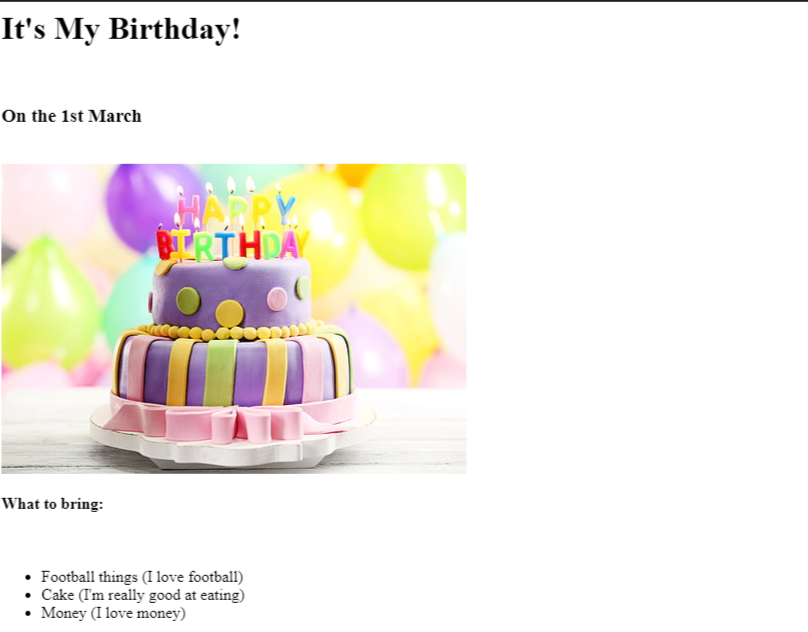 It's My Birthday!
On the 1st March
HAPPY
BIRTHDAY
What to bring:
Football things (I love football)
Cake (I'm really good at eating)
Money (I love money)